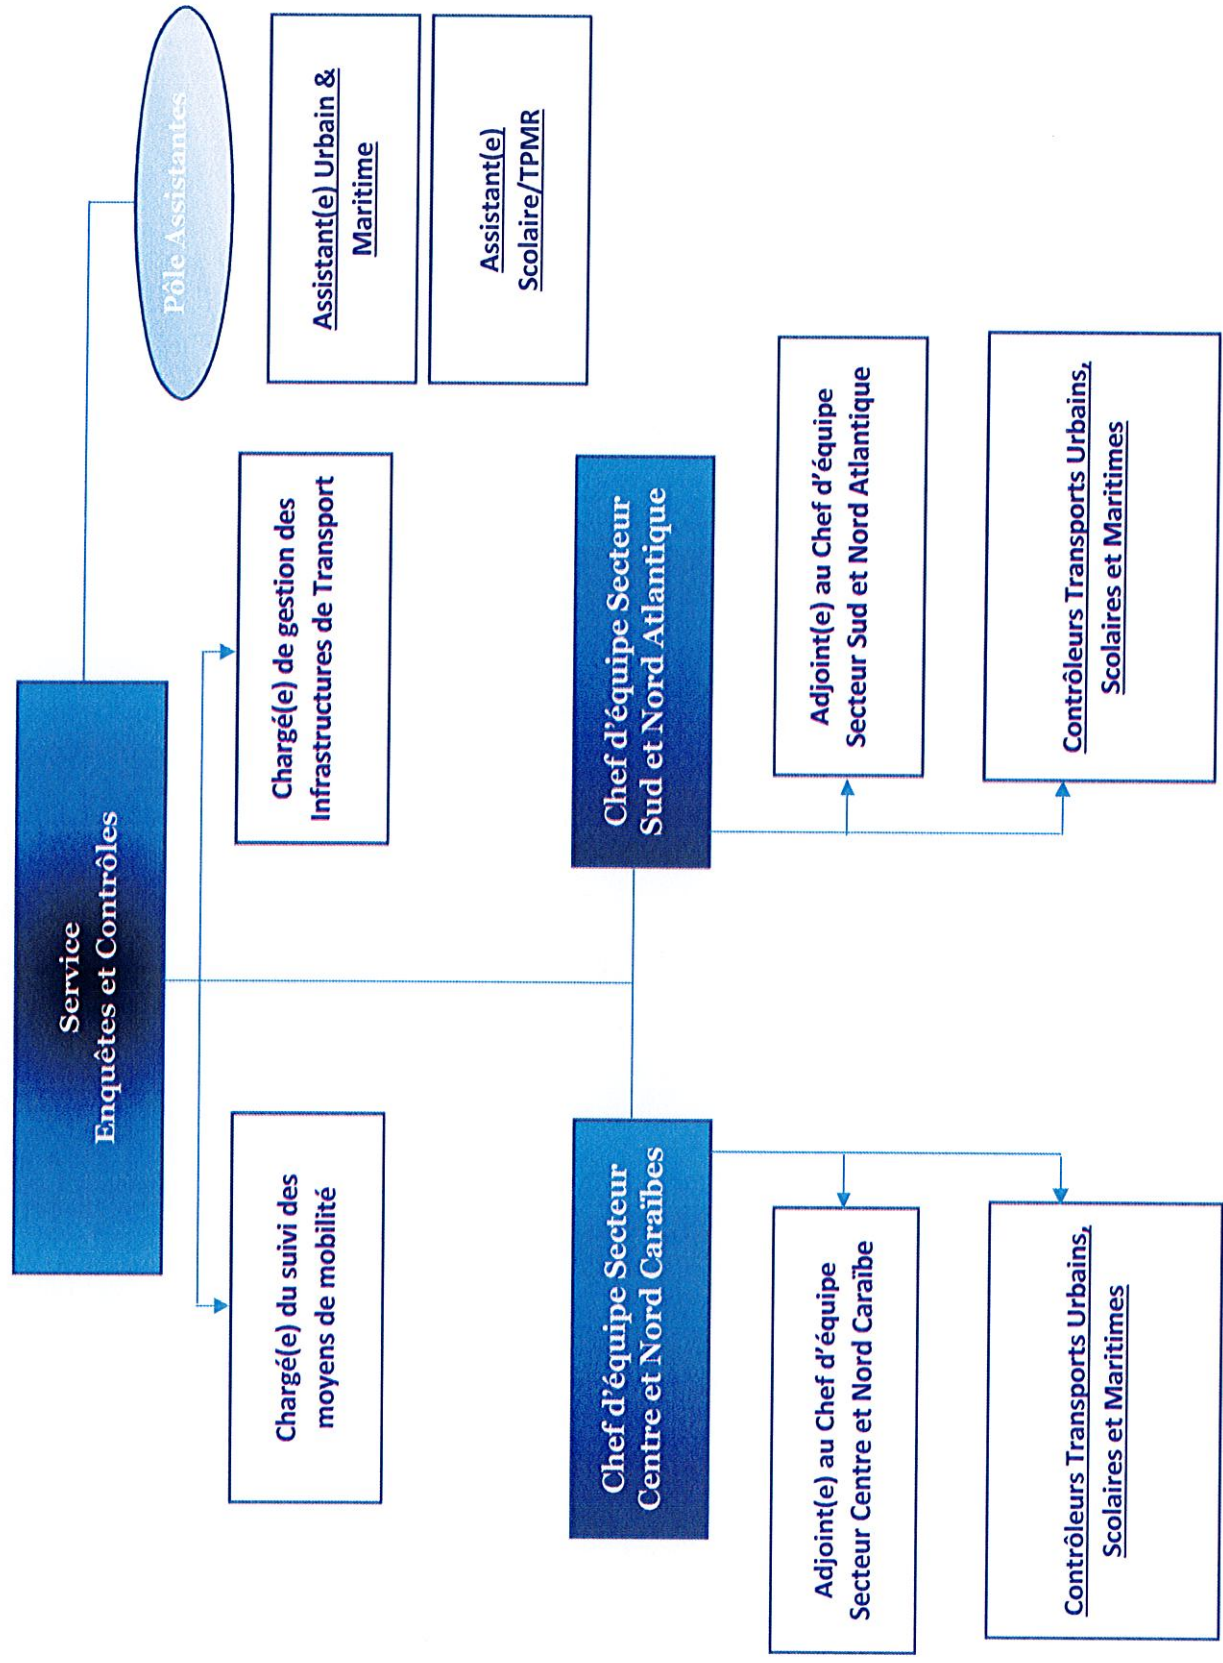 Service
Enquêtes et Contrôles
Pôle Assistantes
Chargé(e) du suivi des
moyens de mobilité
Chargé(e) de gestion des
Infrastructures de Transport
Assistant(e) Urbain &
Maritime
Assistant(e)
Scolaire/TPMR
Chef d'équipe Secteur
Centre et Nord Caraïbes
Chef d'équipe Secteur
Sud et Nord Atlantique
Adjoint(e) au Chef d'équipe
Secteur Centre et Nord Caraïbe
Adjoint(e) au Chef d'équipe
Secteur Sud et Nord Atlantique
Contrôleurs Transports Urbains,
Scolaires et Maritimes
Contrôleurs Transports Urbains,
Scolaires et Maritimes